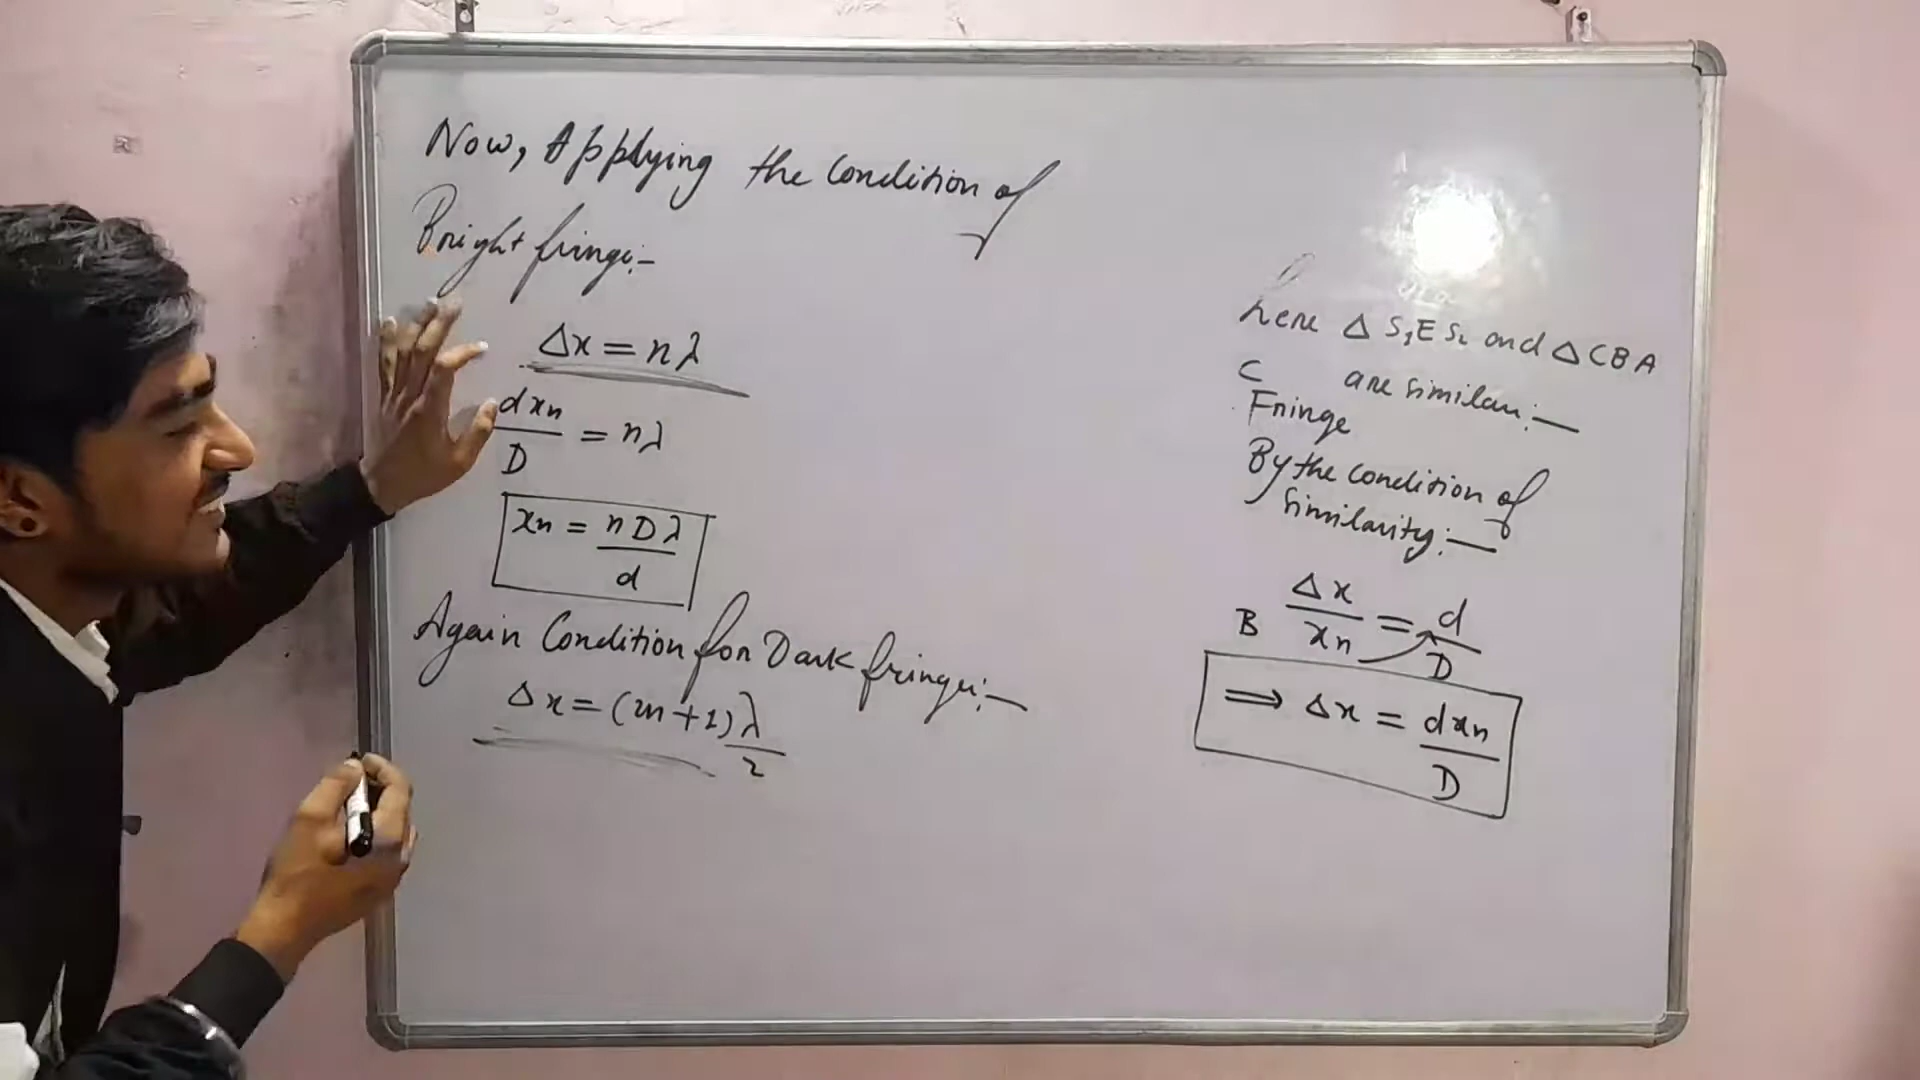 Now, Applying the Condition of
Bright fringe:-
Δx = nλ
dxn/D = nλ
xn = nDλ/d
Again Condition for Dark fringe:-
Δx = (2n+1)λ/2
here Δ S1ES2 and Δ CBA
C are similar:—
Fringe
By the condition of
Similarity:—
B Δx/xn = d/D
⟹ Δx = dxn/D